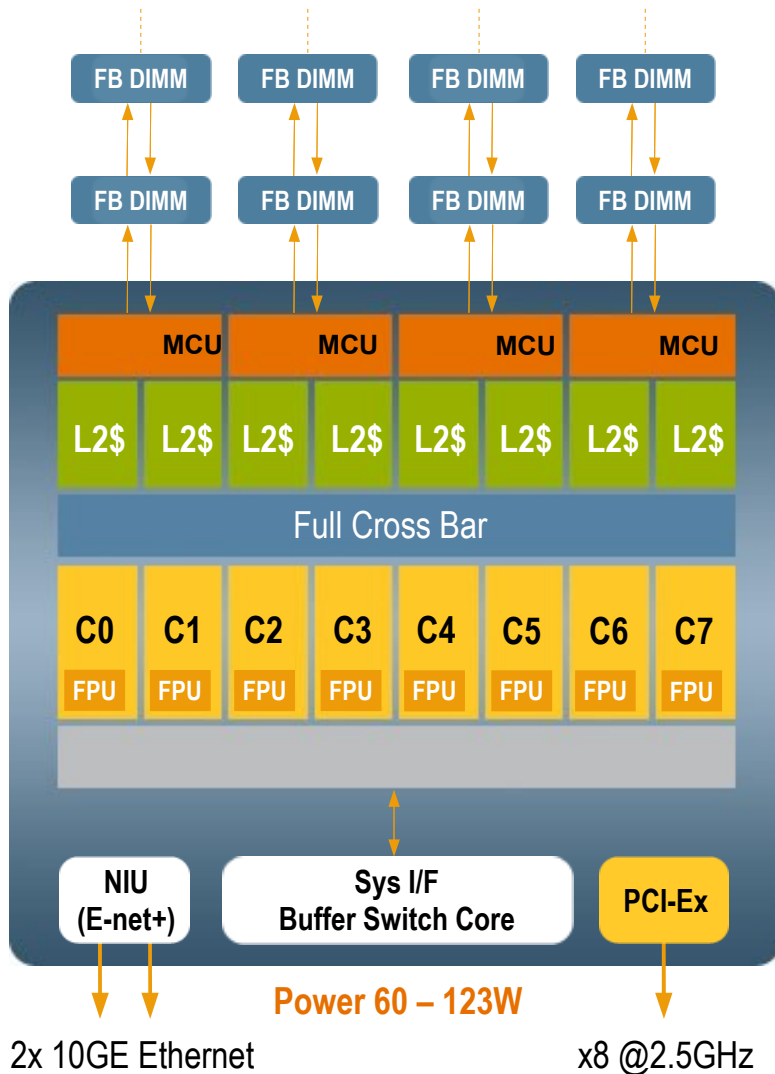 FB DIMM FB DIMM FB DIMM FB DIMM
FB DIMM FB DIMM FB DIMM FB DIMM
MCU MCU MCU MCU
L2$ L2$ L2$ L2$ L2$ L2$ L2$ L2$
Full Cross Bar
C0 C1 C2 C3 C4 C5 C6 C7
FPU FPU FPU FPU FPU FPU FPU FPU
NIU
(E-net+)
Sys I/F
Buffer Switch Core
PCI-Ex
Power 60 – 123W
2x 10GE Ethernet
x8 @2.5GHz